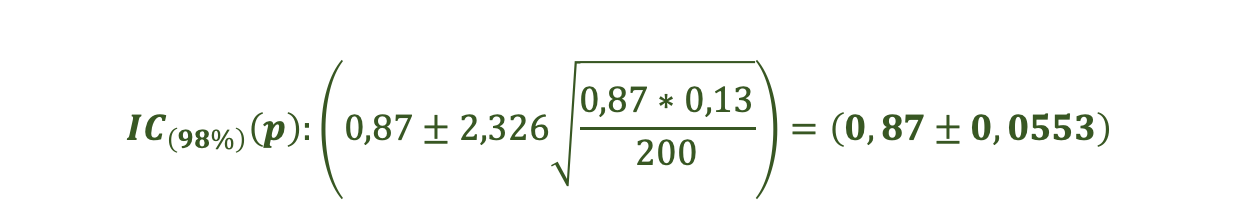 IC(98%)(p): (0,87 ± 2,326 √(0,87 * 0,13 / 200)) = (0,87 ± 0,0553)